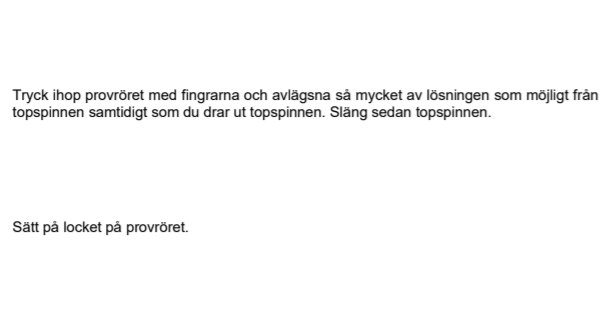 Tryck ihop provröret med fingrarna och avlägsna så mycket av lösningen som möjligt från
topspinnen samtidigt som du drar ut topspinnen. Släng sedan topspinnen.
Sätt på locket på provröret.